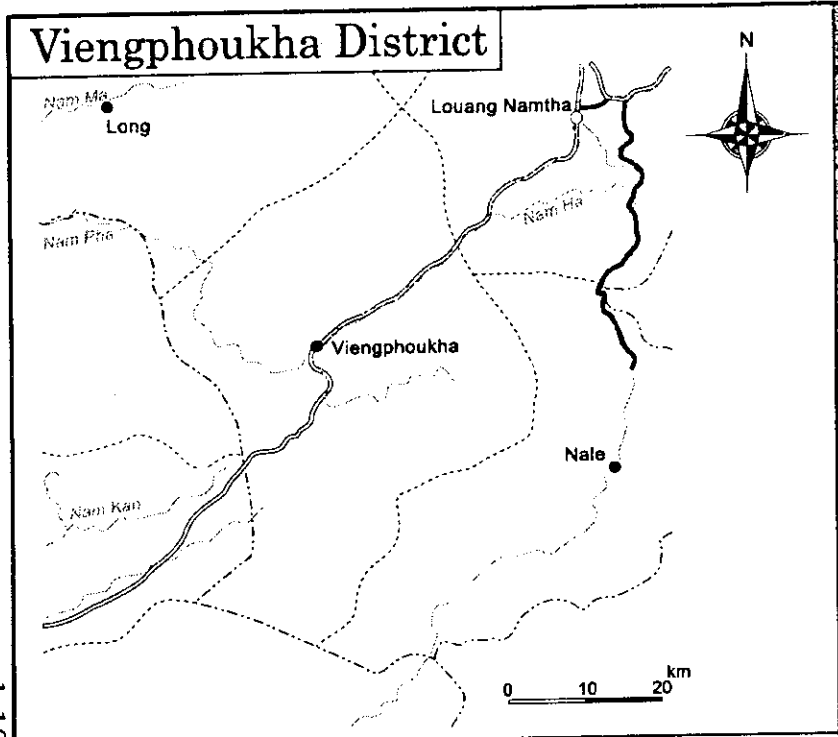 Viengphoukha District
N
Nam Ma
Long
Louang Namtha
Nam Ha
Nam Pha
Viengphoukha
Nale
Nam Kan
km
0 10 20